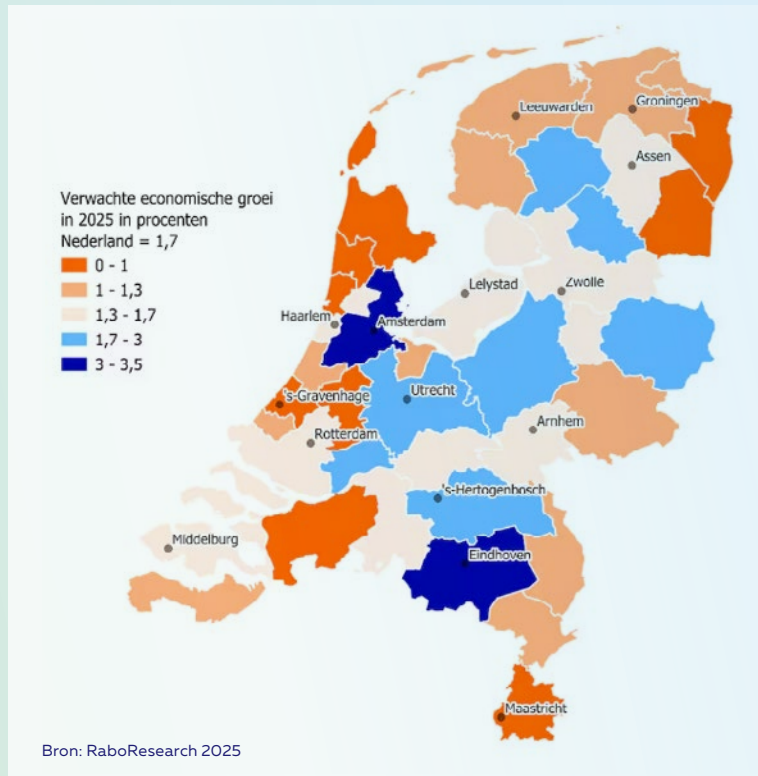 Verwachte economische groei
in 2025 in procenten
Nederland = 1,7
0 - 1
1 - 1,3
1,3 - 1,7
1,7 - 3
3 - 3,5
Leeuwarden
Groningen
Assen
Lelystad
Zwolle
Haarlem
Amsterdam
's-Gravenhage
Utrecht
Rotterdam
Arnhem
's-Hertogenbosch
Middelburg
Eindhoven
Maastricht
Bron: RaboResearch 2025